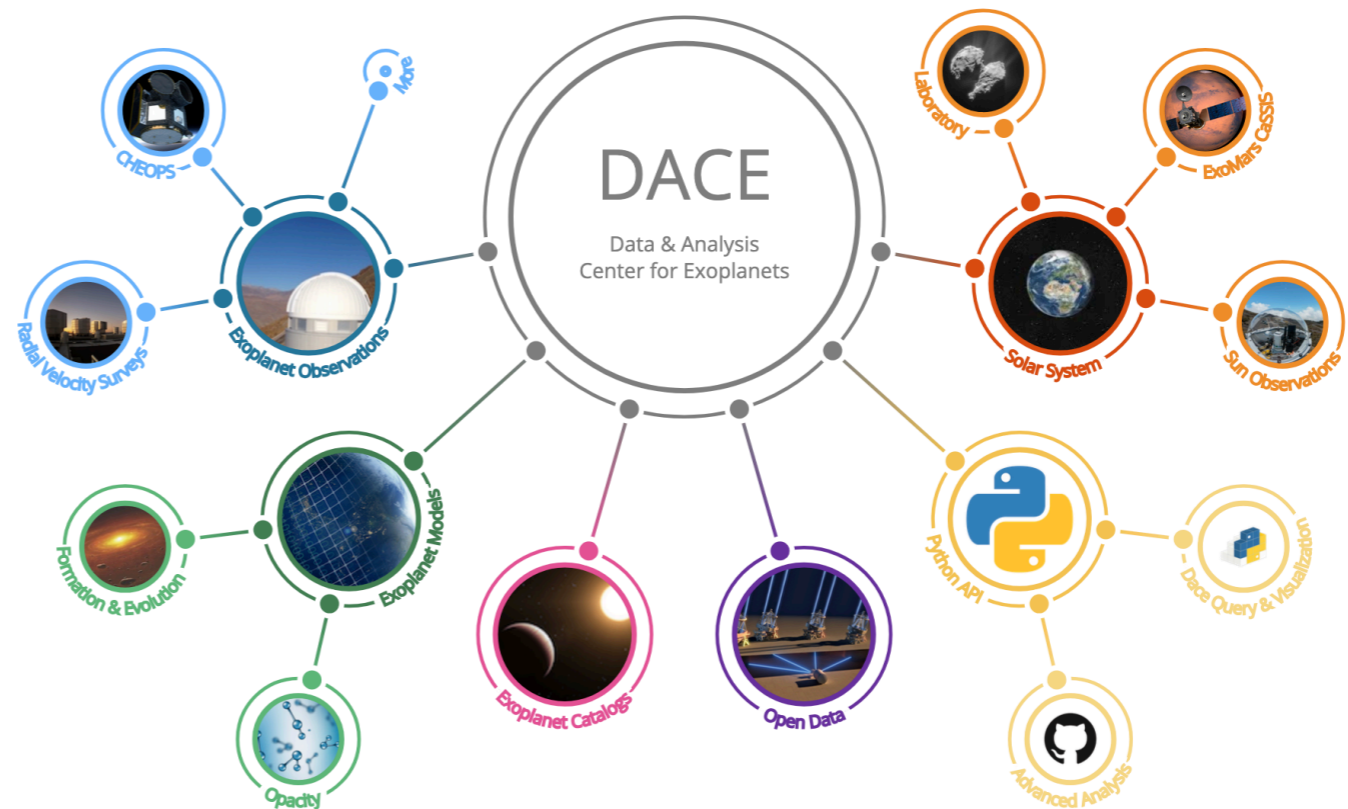 DACE
Data & Analysis
Center for Exoplanets
CHEOPS
More
Radial Velocity Surveys
Exoplanet Observations
Laboratory
ExoMars CaSSIS
Solar System
Sun Observations
Formation & Evolution
Exoplanet Models
Opacity
Exoplanet Catalogs
Open Data
Python API
Dace Query & Visualization
Advanced Analysis